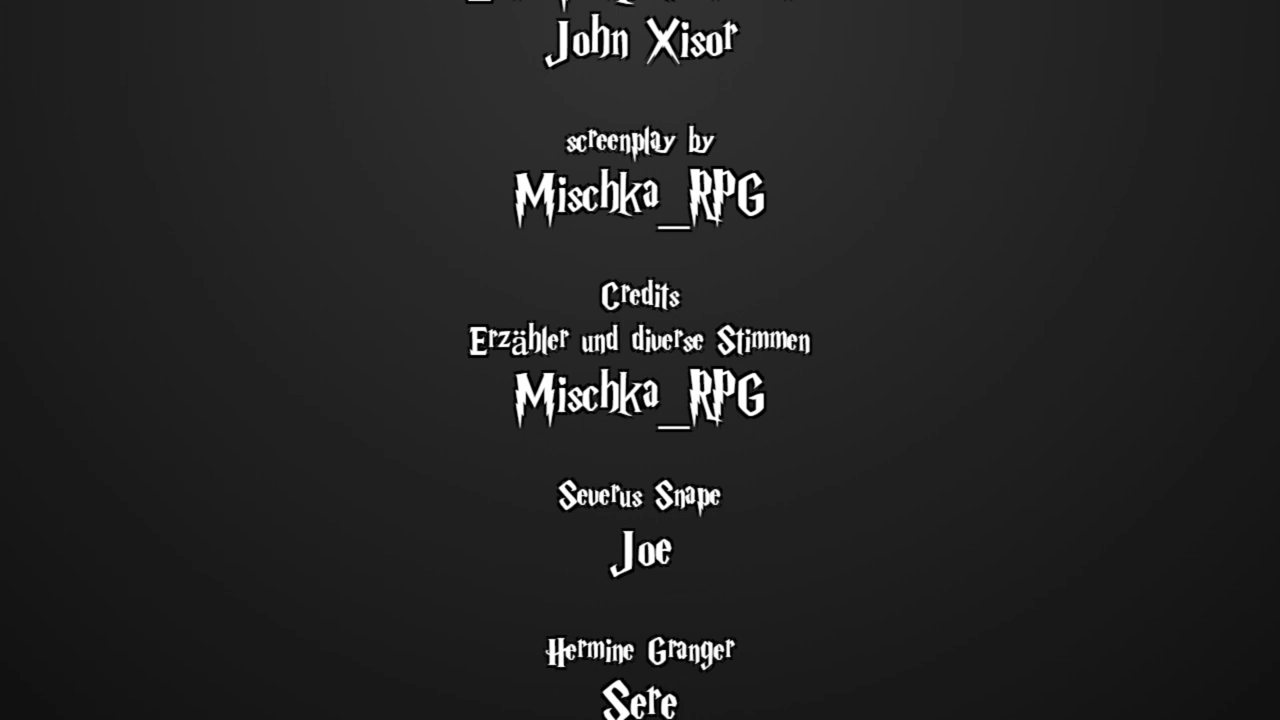 John Xisor
screenplay by
Mischka_RPG
Credits
Erzähler und diverse Stimmen
Mischka_RPG
Severus Snape
Joe
Hermine Granger
Sere